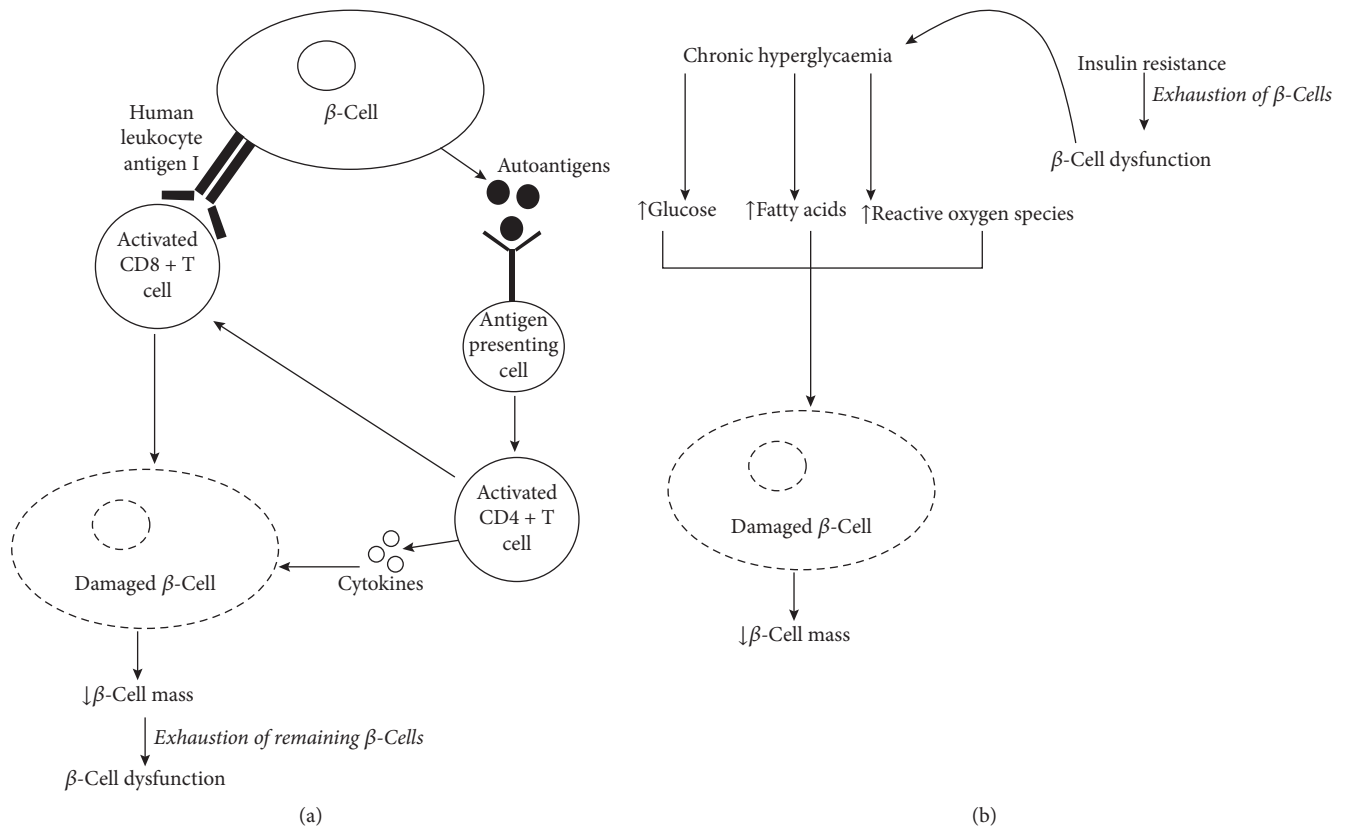 β-Cell
Human
leukocyte
antigen I
Autoantigens
Activated
CD8 + T
cell
Antigen
presenting
cell
Activated
CD4 + T
cell
Cytokines
Damaged β-Cell
↓β-Cell mass
Exhaustion of remaining β-Cells
β-Cell dysfunction
(a)
Chronic hyperglycaemia
Insulin resistance
Exhaustion of β-Cells
β-Cell dysfunction
↑Glucose
↑Fatty acids
↑Reactive oxygen species
Damaged β-Cell
↓β-Cell mass
(b)